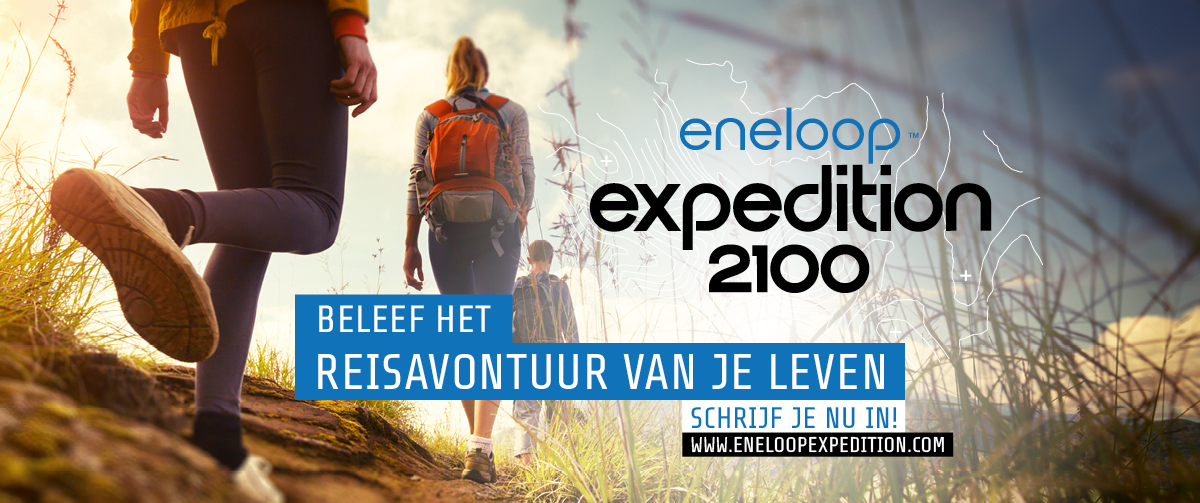 eneloop™
expedition
2100
BELEEF HET
REISAVONTUUR VAN JE LEVEN
SCHRIJF JE NU IN!
WWW.ENELOOPEXPEDITION.COM